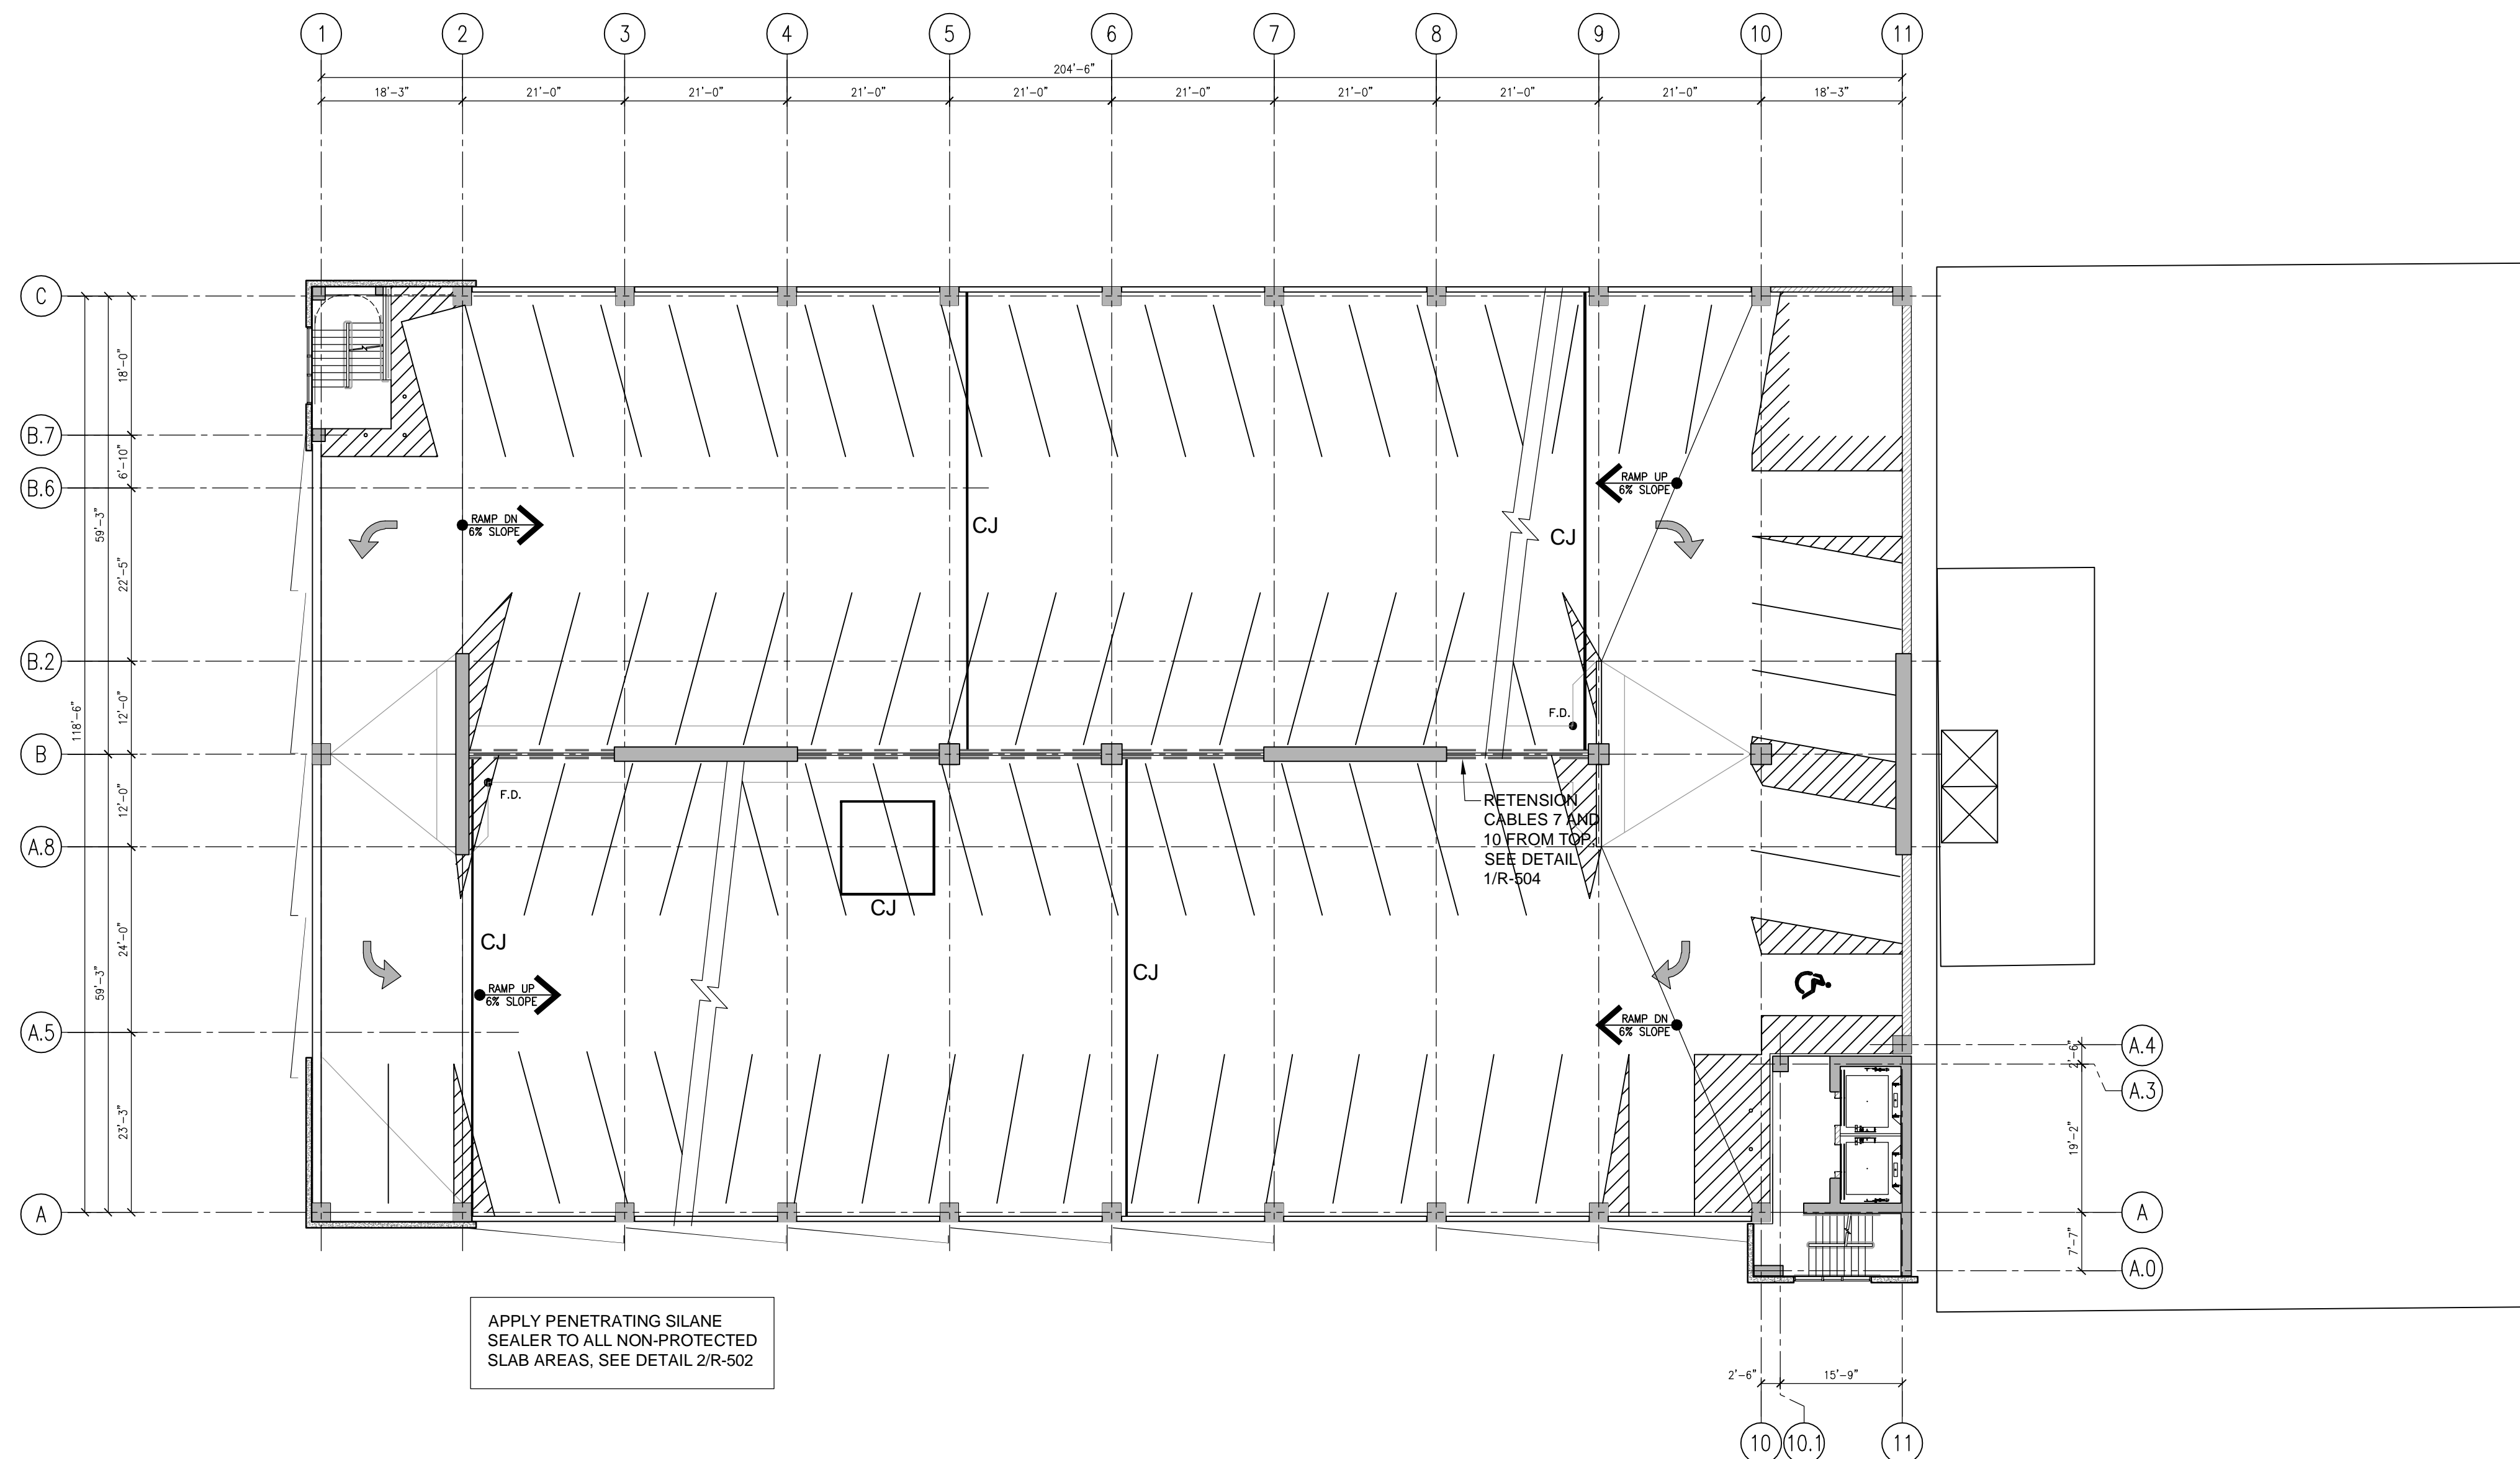 1 2 3 4 5 6 7 8 9 10 11
204'-6"
18'-3" 21'-0" 21'-0" 21'-0" 21'-0" 21'-0" 21'-0" 21'-0" 21'-0" 18'-3"
C
18'-0"
B.7
6'-10"
B.6
59'-3"
22'-5"
B.2
12'-0"
118'-6"
B
12'-0"
A.8
24'-0"
59'-3"
A.5
23'-3"
A
RAMP UP
6% SLOPE
RAMP DN
6% SLOPE
CJ
CJ
F.D.
F.D.
RETENSION
CABLES 7 AND
10 FROM TOP,
SEE DETAIL
1/R-504
CJ
CJ
CJ
RAMP UP
6% SLOPE
RAMP DN
6% SLOPE
A.4
2'-6"
A.3
19'-2"
A
7'-7"
A.0
APPLY PENETRATING SILANE
SEALER TO ALL NON-PROTECTED
SLAB AREAS, SEE DETAIL 2/R-502
2'-6" 15'-9"
10 10.1 11